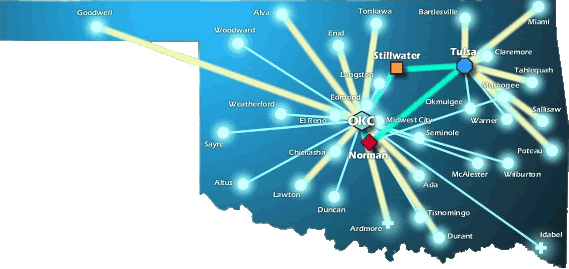 Goodwell
Alva
Tonkawa
Bartlesville
Miami
Woodward
Enid
Stillwater
Tulsa
Claremore
Langston
Tahlequah
Muskogee
Weatherford
Edmond
Okmulgee
Sallisaw
El Reno
OKC
Midwest City
Warner
Sayre
Seminole
Chickasha
Norman
Poteau
Altus
Lawton
Ada
McAlester
Wilburton
Duncan
Tisnomingo
Ardmore
Durant
Idabel